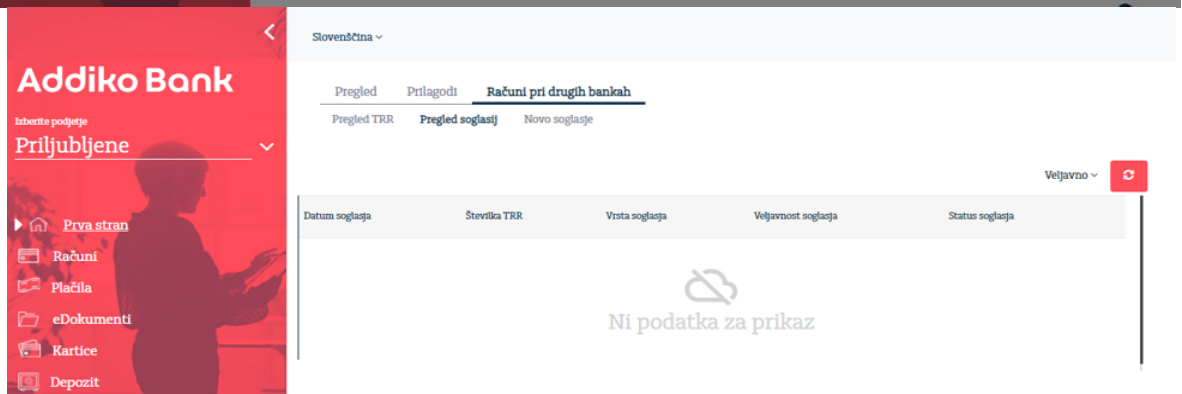 Slovenščina
Addiko Bank
Izberite podjetje
Priljubljene
Prva stran
Računi
Plačila
eDokumenti
Kartice
Depozit
Pregled Prilagodi Računi pri drugih bankah
Pregled TRR Pregled soglasij Novo soglasje
Veljavno
Datum soglasja Številka TRR Vrsta soglasja Veljavnost soglasja Status soglasja
Ni podatka za prikaz